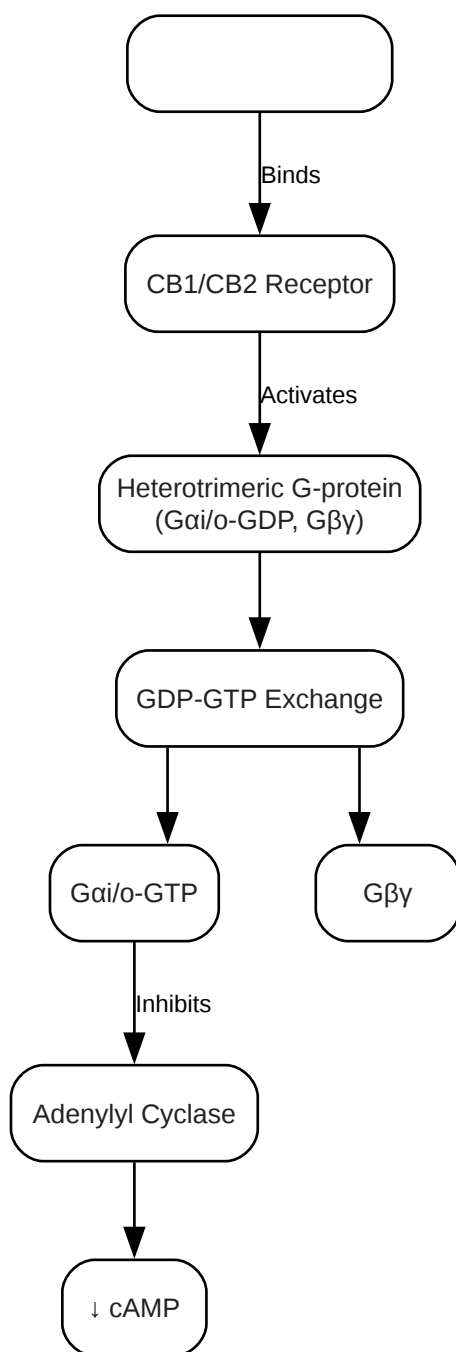 Binds
CB1/CB2 Receptor
Activates
Heterotrimeric G-protein
(Gαi/o-GDP, Gβγ)
GDP-GTP Exchange
Gαi/o-GTP
Gβγ
Inhibits
Adenylyl Cyclase
↓ cAMP